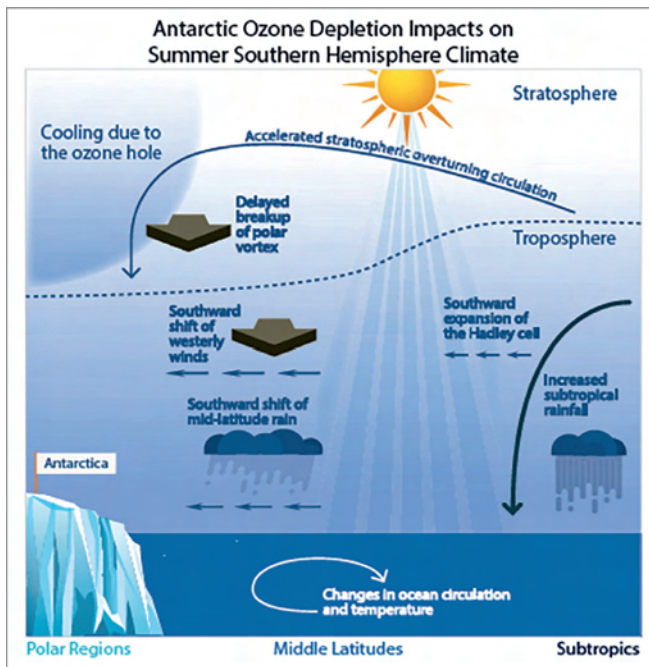 Antarctic Ozone Depletion Impacts on
Summer Southern Hemisphere Climate
Stratosphere
Cooling due to
the ozone hole
Accelerated stratospheric overturning circulation
Delayed
breakup
of polar
vortex
Troposphere
Southward
shift of
westerly
winds
Southward
expansion
of the Hadley cell
Southward shift of
mid-latitude rain
Increased
subtropical
rainfall
Antarctica
Changes in ocean circulation
and temperature
Polar Regions
Middle Latitudes
Subtropics